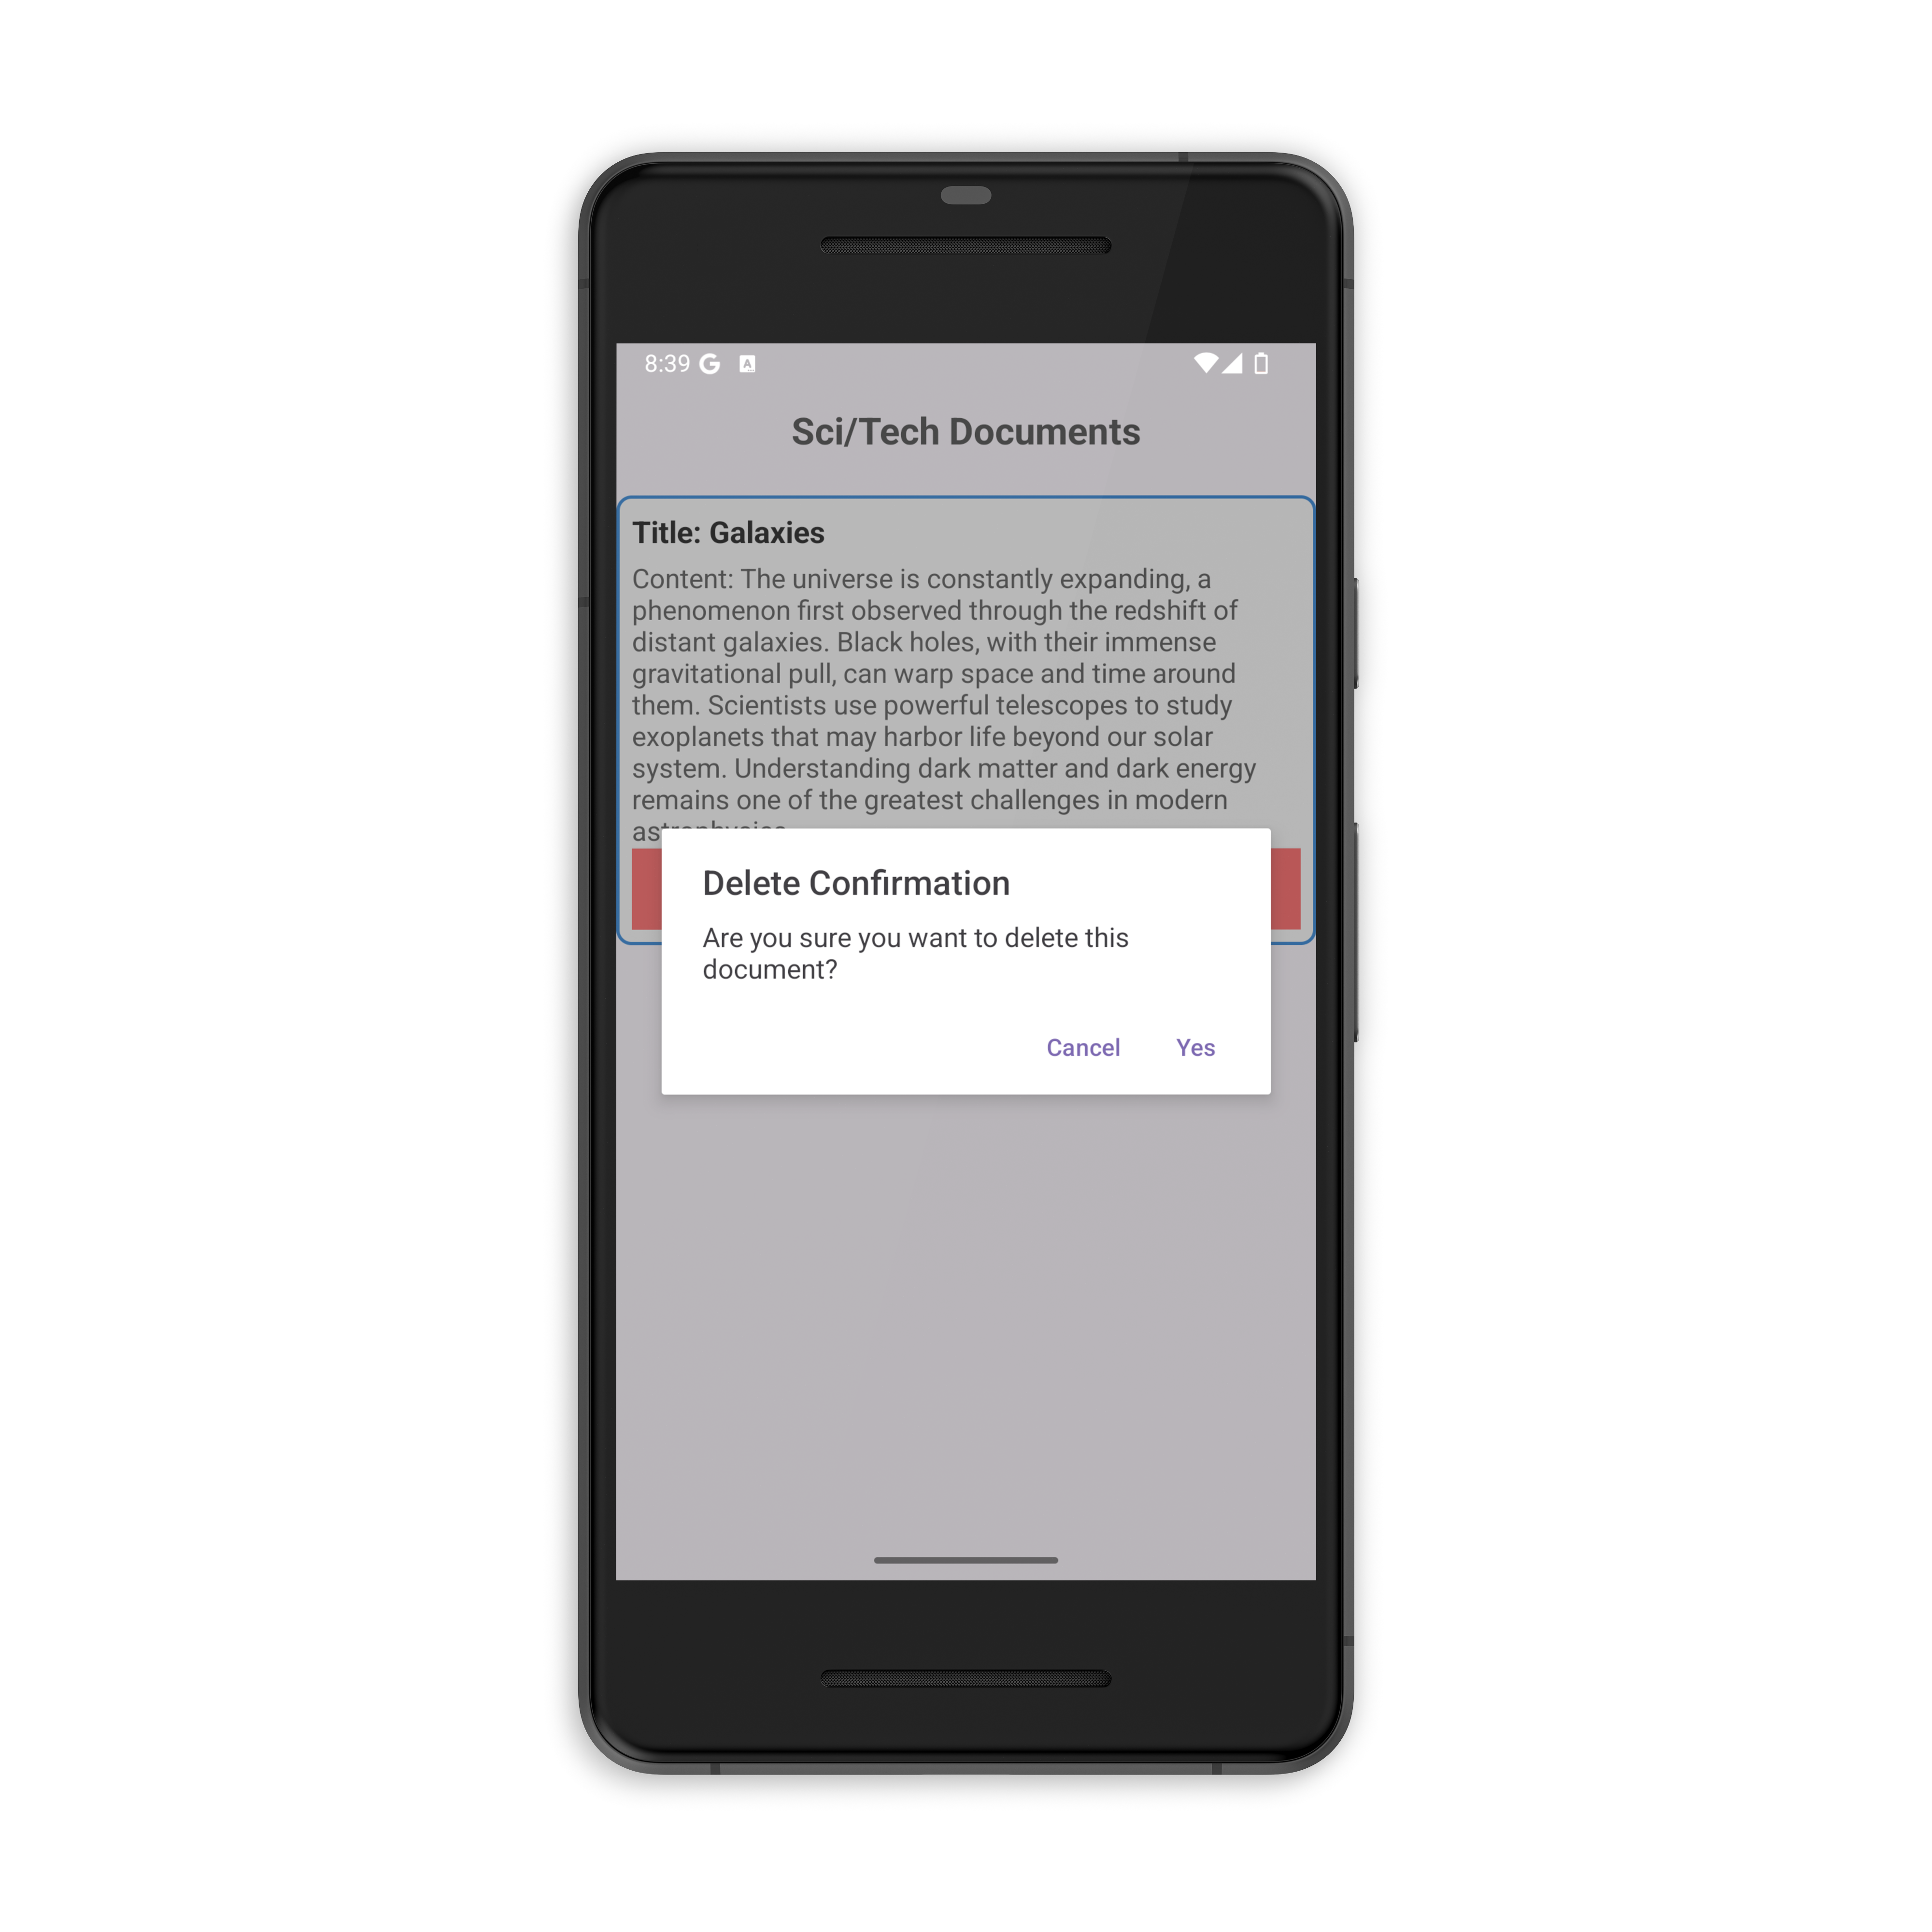 8:39
Sci/Tech Documents
Title: Galaxies
Content: The universe is constantly expanding, a
phenomenon first observed through the redshift of
distant galaxies. Black holes, with their immense
gravitational pull, can warp space and time around
them. Scientists use powerful telescopes to study
exoplanets that may harbor life beyond our solar
system. Understanding dark matter and dark energy
remains one of the greatest challenges in modern
astrophysics
Delete Confirmation
Are you sure you want to delete this
document?
Cancel Yes